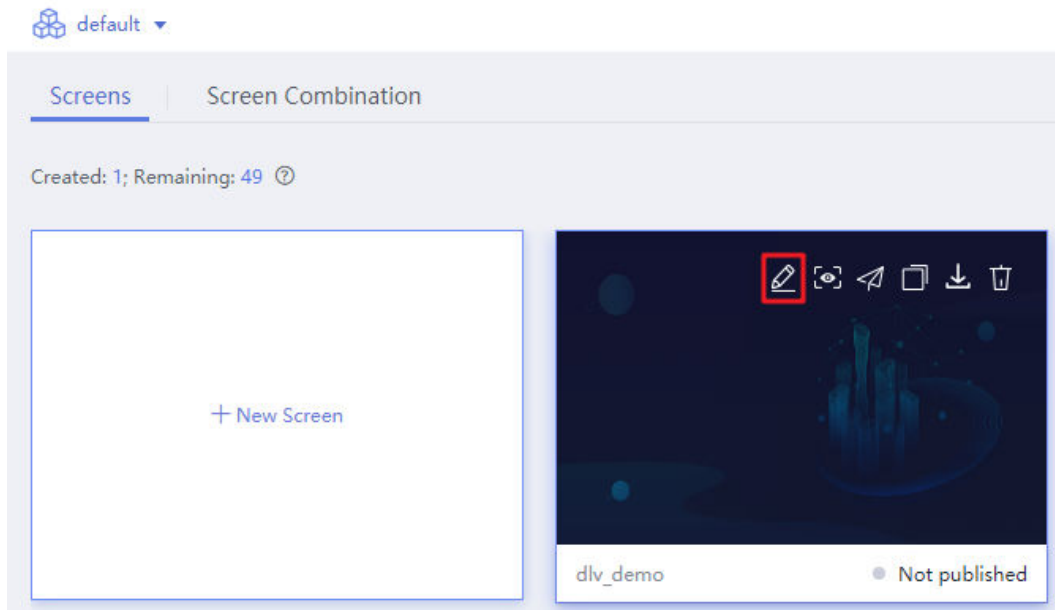 default
Screens Screen Combination
Created: 1; Remaining: 49
+ New Screen
dlv_demo Not published